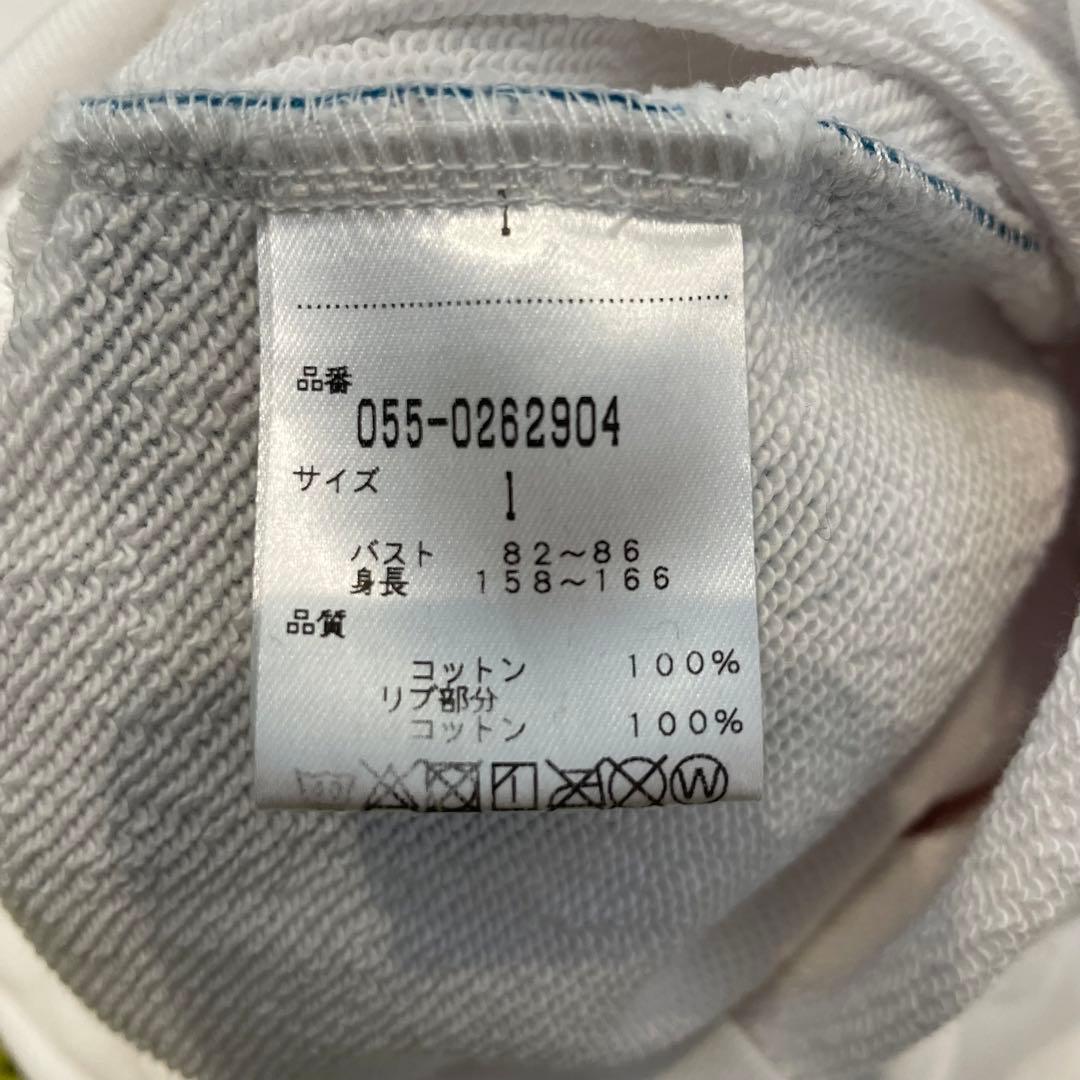 品番
055-0262904
サイズ 1
バスト 82～86
身長 158～166
品質
コットン 100%
リブ部分
コットン 100%
W